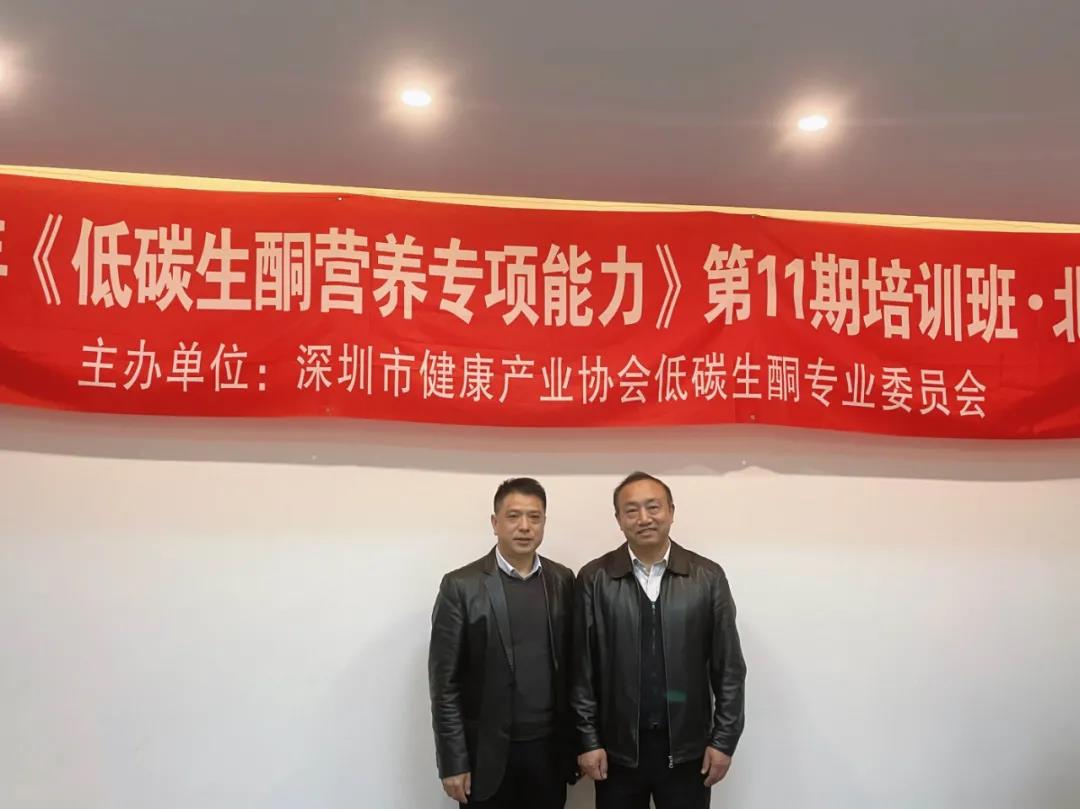 《低碳生酮营养专项能力》第11期培训班·北
主办单位：深圳市健康产业协会低碳生酮专业委员会